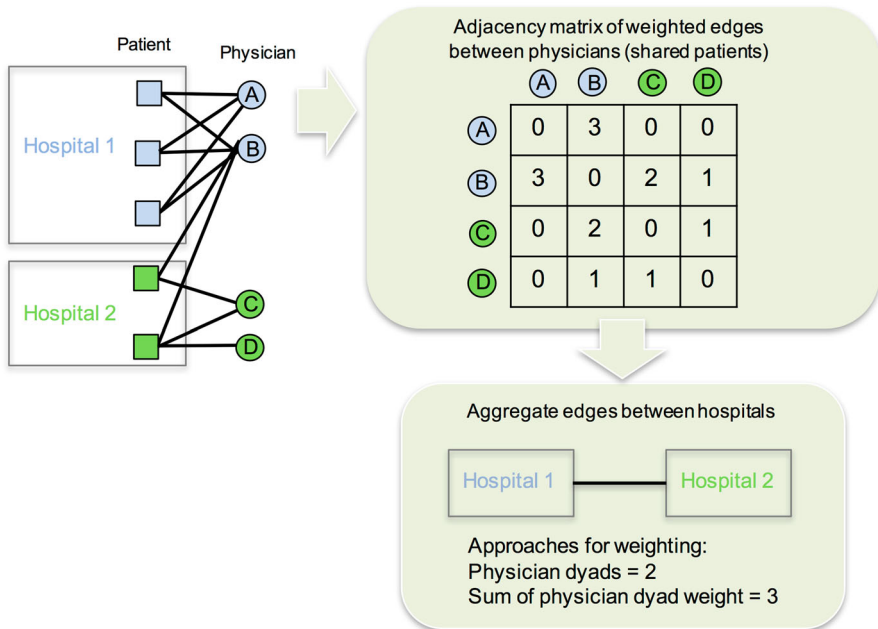 Patient
Physician
Hospital 1
A
B
Hospital 2
C
D
Adjacency matrix of weighted edges
between physicians (shared patients)
A B C D
A 0 3 0 0
B 3 0 2 1
C 0 2 0 1
D 0 1 1 0
Aggregate edges between hospitals
Hospital 1 Hospital 2
Approaches for weighting:
Physician dyads = 2
Sum of physician dyad weight = 3